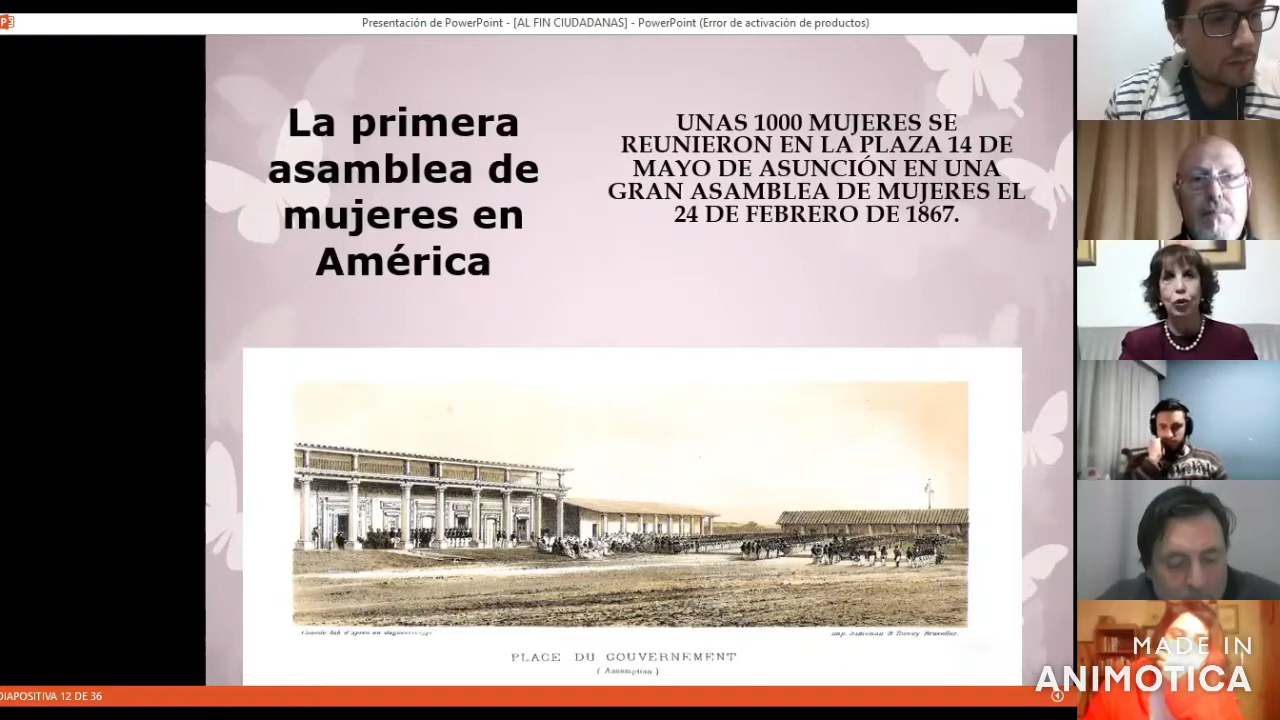 Presentación de PowerPoint - [AL FIN CIUDADANAS] - PowerPoint (Error de activación de productos)
La primera
asamblea de
mujeres en
América
UNAS 1000 MUJERES SE
REUNIERON EN LA PLAZA 14 DE
MAYO DE ASUNCIÓN EN UNA
GRAN ASAMBLEA DE MUJERES EL
24 DE FEBRERO DE 1867.
PLACE DU GOUVERNEMENT
( Assomption )
DIAPOSITIVA 12 DE 36
MADE IN
ANIMOTICA